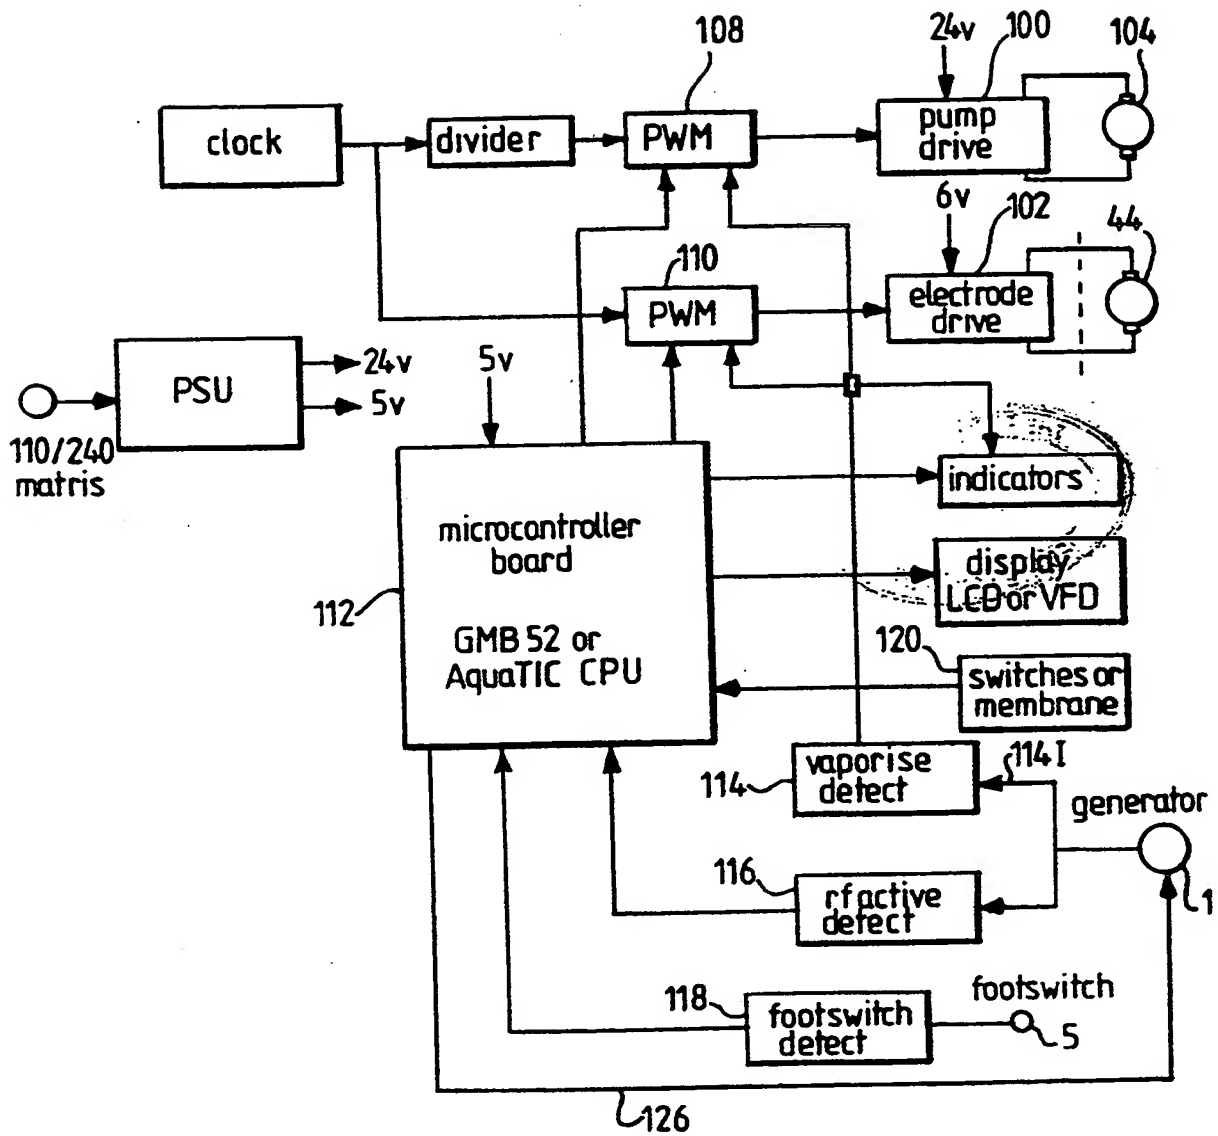 108
24v
100
104
clock
divider
PWM
pump
drive
6v
102
44
110
PWM
electrode
drive
PSU
24v
5v
5v
110/240
matris
indicators
microcontroller
board
display
LCD or VFD
112
GMB 52 or
AquaTIC CPU
120
switches or
membrane
114
vaporise
detect
114I
generator
116
rf active
detect
1
118
footswitch
detect
footswitch
5
126